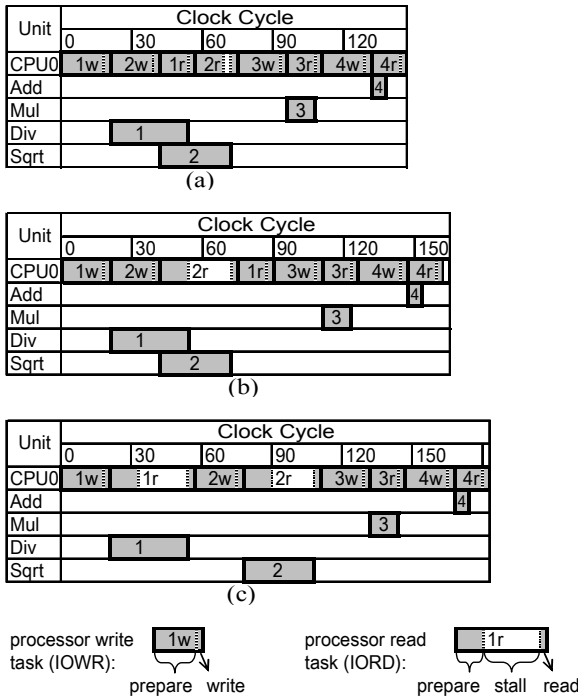 Unit Clock Cycle
0 30 60 90 120
CPU0 1w 2w 1r 2r 3w 3r 4w 4r
Add 4
Mul 3
Div 1
Sqrt 2
(a)
Unit Clock Cycle
0 30 60 90 120 150
CPU0 1w 2w 2r 1r 3w 3r 4w 4r
Add 4
Mul 3
Div 1
Sqrt 2
(b)
Unit Clock Cycle
0 30 60 90 120 150
CPU0 1w 1r 2w 2r 3w 3r 4w 4r
Add 4
Mul 3
Div 1
Sqrt 2
(c)
processor write 1w processor read 1r
task (IOWR): task (IORD):
prepare write prepare stall read